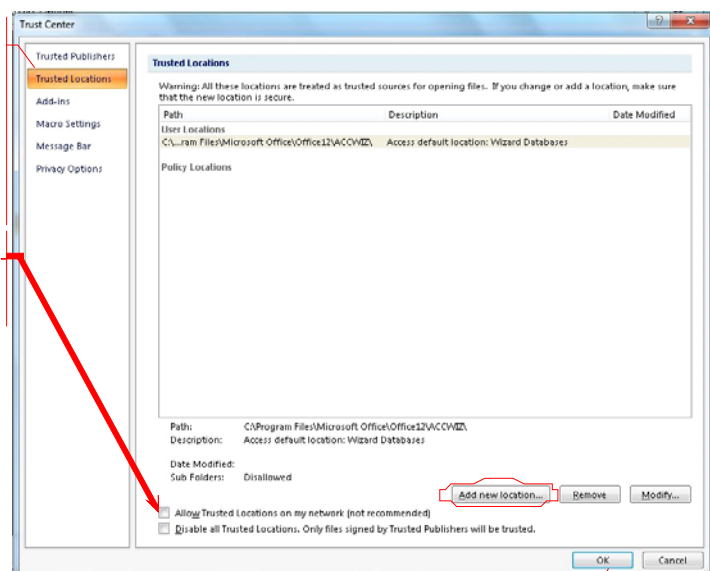 Trust Center
Trusted Publishers
Trusted Locations
Add-ins
Macro Settings
Message Bar
Privacy Options
Trusted Locations
Warning: All these locations are treated as trusted sources for opening files. If you change or add a location, make sure
that the new location is secure.
Path Description Date Modified
User Locations
C:\...ram Files\Microsoft Office\Office12\ACCWIZ\ Access default location: Wizard Databases
Policy Locations
Path: C:\Program Files\Microsoft Office\Office12\ACCWIZ\
Description: Access default location: Wizard Databases
Date Modified:
Sub Folders: Disallowed
Add new location... Remove Modify...
Allow Trusted Locations on my network (not recommended)
Disable all Trusted Locations. Only files signed by Trusted Publishers will be trusted.
OK Cancel